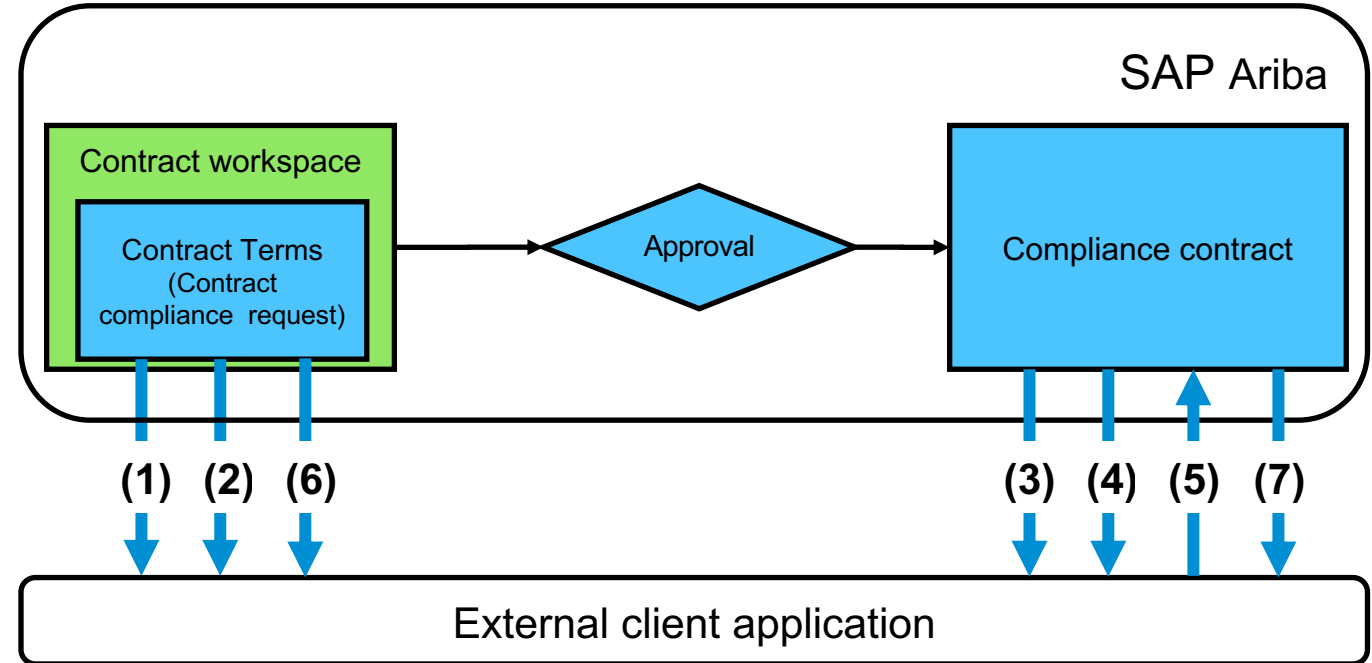 SAP Ariba
Contract workspace
Contract Terms
(Contract
compliance request)
Approval
Compliance contract
(1) (2) (6)
(3) (4) (5) (7)
External client application